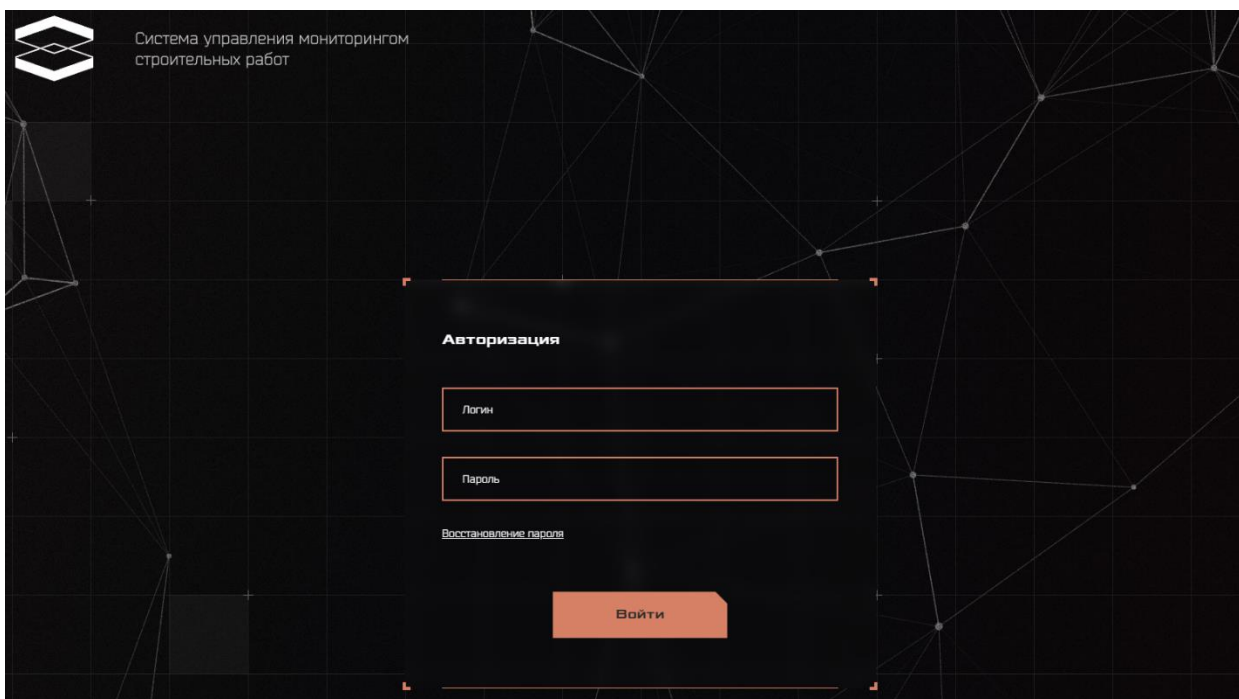 Система управления мониторингом
строительных работ
Авторизация
Логин
Пароль
Восстановление пароля
Войти